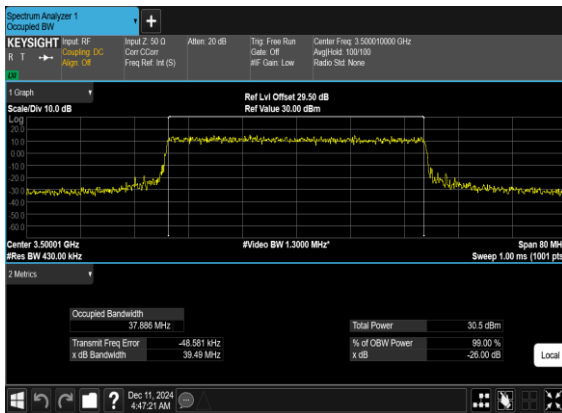 Spectrum Analyzer 1
Occupied BW
KEYSIGHT
R T
Input: RF
Coupling: DC
Align: Off
Input Z: 50 Ω
Corr CCorr
Freq Ref: Int (S)
Atten: 20 dB
Trig: Free Run
Gate: Off
#IF Gain: Low
Center Freq: 3.500010000 GHz
Avg|Hold: 100/100
Radio Std: None
1 Graph
Scale/Div 10.0 dB
Ref Lvl Offset 29.50 dB
Ref Value 30.00 dBm
Log
20.0
10.0
0.00
-10.0
-20.0
-30.0
-40.0
-50.0
-60.0
Center 3.50001 GHz
#Res BW 430.00 kHz
#Video BW 1.3000 MHz*
Span 80 MH
Sweep 1.00 ms (1001 pts
2 Metrics
Occupied Bandwidth
37.886 MHz
Transmit Freq Error -48.581 kHz
x dB Bandwidth 39.49 MHz
Total Power 30.5 dBm
% of OBW Power 99.00 %
x dB -26.00 dB
Local
?
Dec 11, 2024
4:47:21 AM